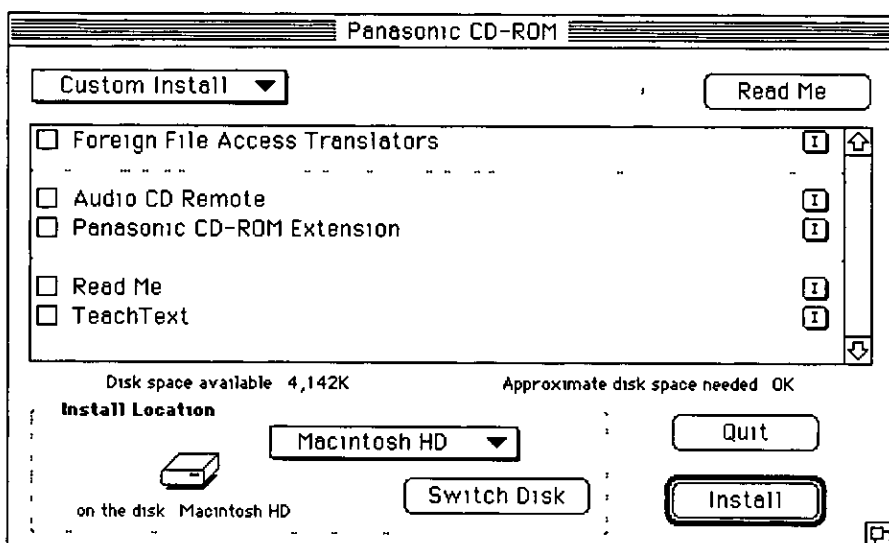 Panasonic CD-ROM
Custom Install
Read Me
Foreign File Access Translators
Audio CD Remote
Panasonic CD-ROM Extension
Read Me
TeachText
Disk space available 4,142K
Approximate disk space needed 0K
Install Location
Macintosh HD
on the disk Macintosh HD
Switch Disk
Quit
Install